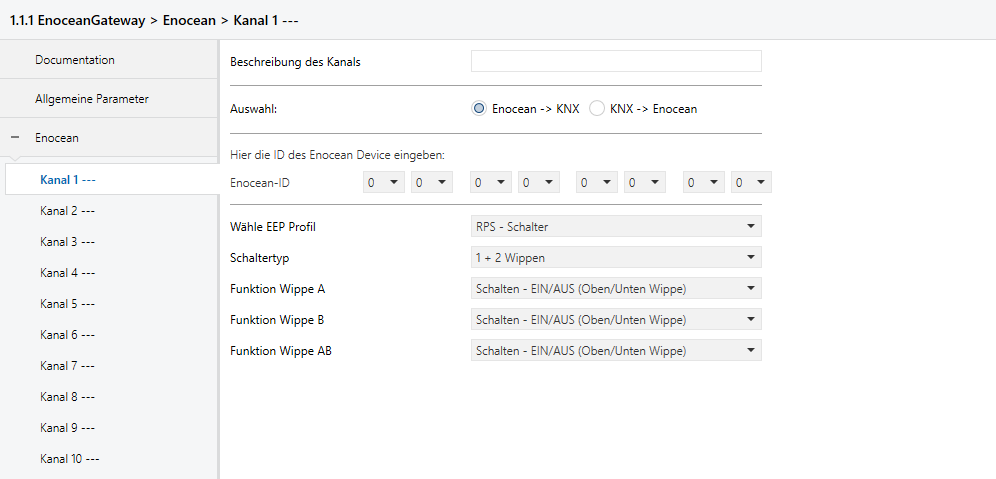 1.1.1 EnoceanGateway > Enocean > Kanal 1 ---
Documentation
Allgemeine Parameter
Enocean
Kanal 1 ---
Kanal 2 ---
Kanal 3 ---
Kanal 4 ---
Kanal 5 ---
Kanal 6 ---
Kanal 7 ---
Kanal 8 ---
Kanal 9 ---
Kanal 10 ---
Beschreibung des Kanals
Auswahl: Enocean -> KNX KNX -> Enocean
Hier die ID des Enocean Device eingeben:
Enocean-ID 0 0 0 0 0 0 0 0
Wähle EEP Profil RPS - Schalter
Schaltertyp 1 + 2 Wippen
Funktion Wippe A Schalten - EIN/AUS (Oben/Unten Wippe)
Funktion Wippe B Schalten - EIN/AUS (Oben/Unten Wippe)
Funktion Wippe AB Schalten - EIN/AUS (Oben/Unten Wippe)